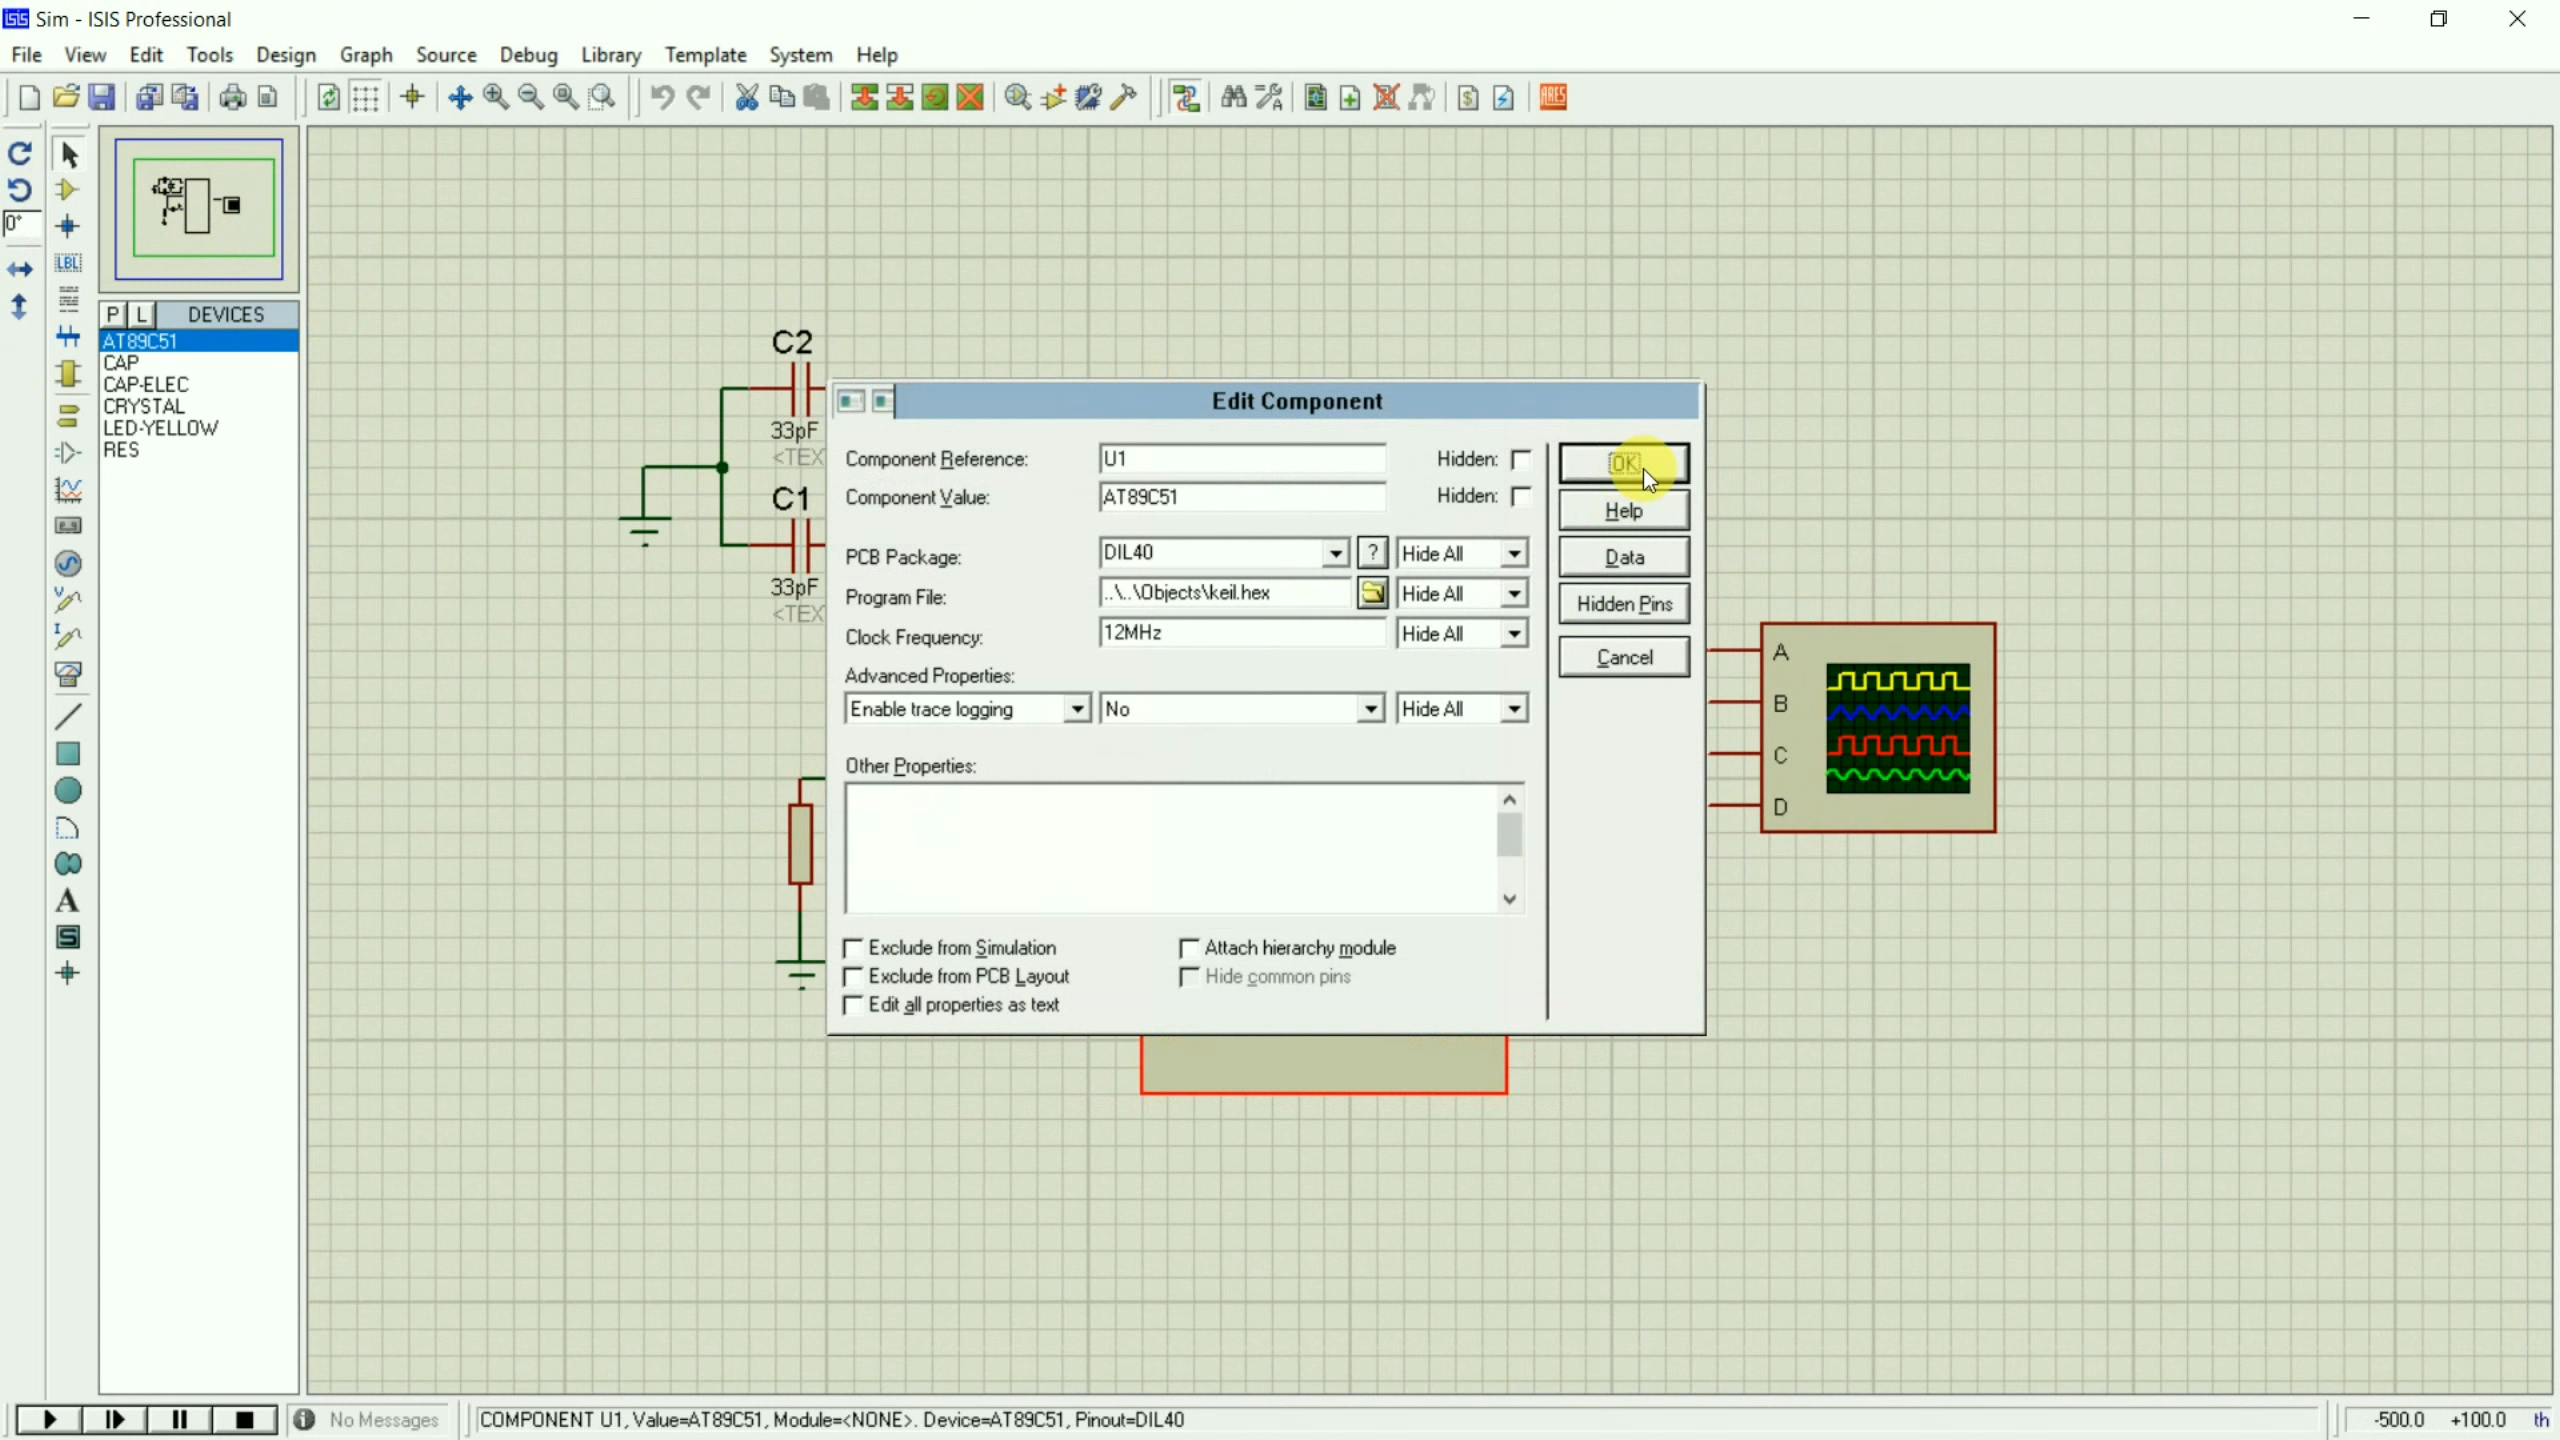 Sim - ISIS Professional
File View Edit Tools Design Graph Source Debug Library Template System Help
ARES
0°
LBL
P L DEVICES
AT89C51
CAP
CAP-ELEC
CRYSTAL
LED-YELLOW
RES
C2
33pF
<TEX
C1
33pF
<TEX
Edit Component
Component Reference: U1 Hidden: OK
Component Value: AT89C51 Hidden: Help
PCB Package: DIL40 ? Hide All Data
Program File: ..\..\Objects\keil.hex Hide All Hidden Pins
Clock Frequency: 12MHz Hide All Cancel
Advanced Properties:
Enable trace logging No Hide All
Other Properties:
Exclude from Simulation Attach hierarchy module
Exclude from PCB Layout Hide common pins
Edit all properties as text
A
B
C
D
No Messages COMPONENT U1, Value=AT89C51, Module=<NONE>. Device=AT89C51, Pinout=DIL40 -500.0 +100.0 th